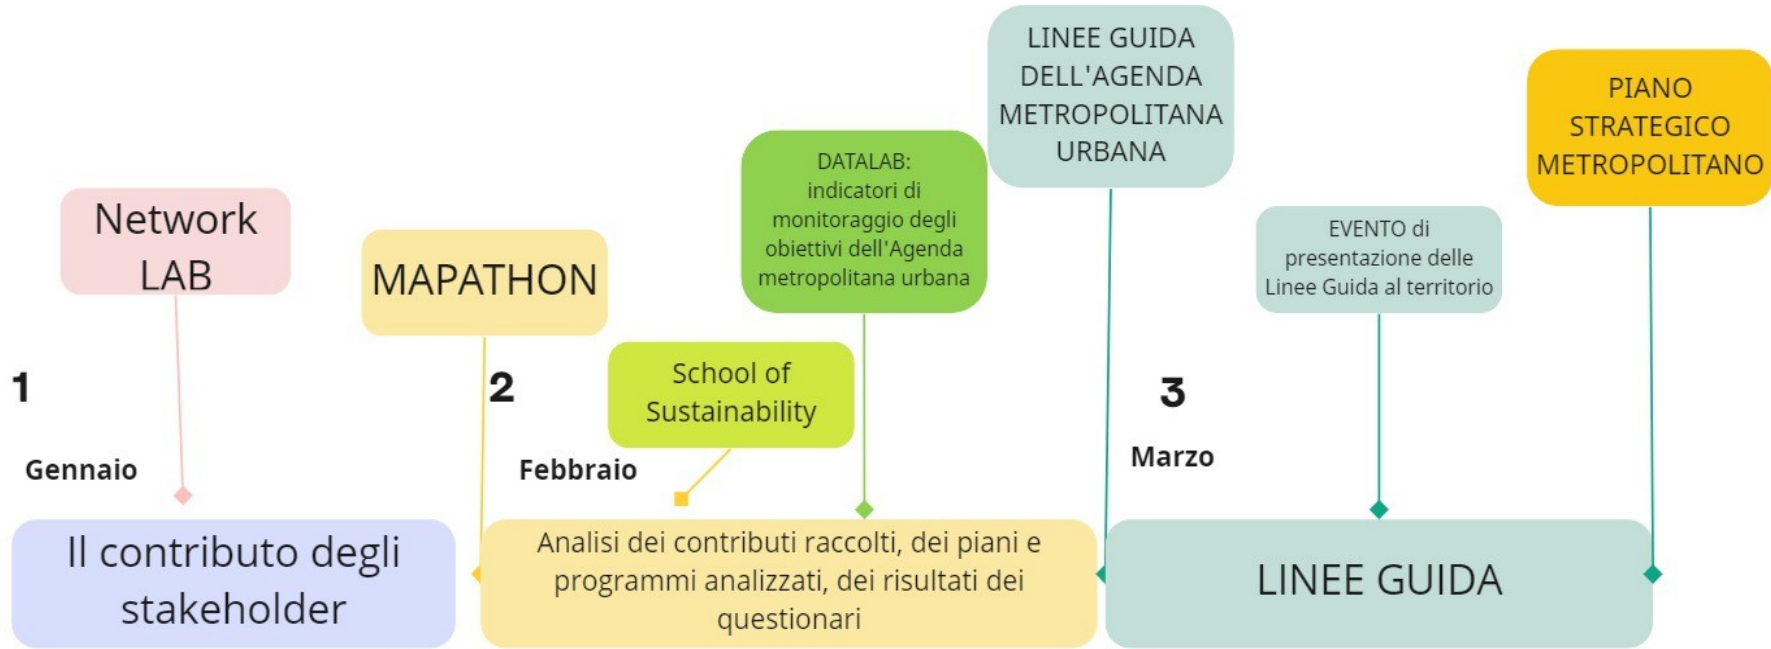 Network
LAB
MAPATHON
DATALAB:
indicatori di
monitoraggio degli
obiettivi dell'Agenda
metropolitana urbana
School of
Sustainability
LINEE GUIDA
DELL'AGENDA
METROPOLITANA
URBANA
EVENTO di
presentazione delle
Linee Guida al territorio
PIANO
STRATEGICO
METROPOLITANO
1
Gennaio
2
Febbraio
3
Marzo
Il contributo degli
stakeholder
Analisi dei contributi raccolti, dei piani e
programmi analizzati, dei risultati dei
questionari
LINEE GUIDA